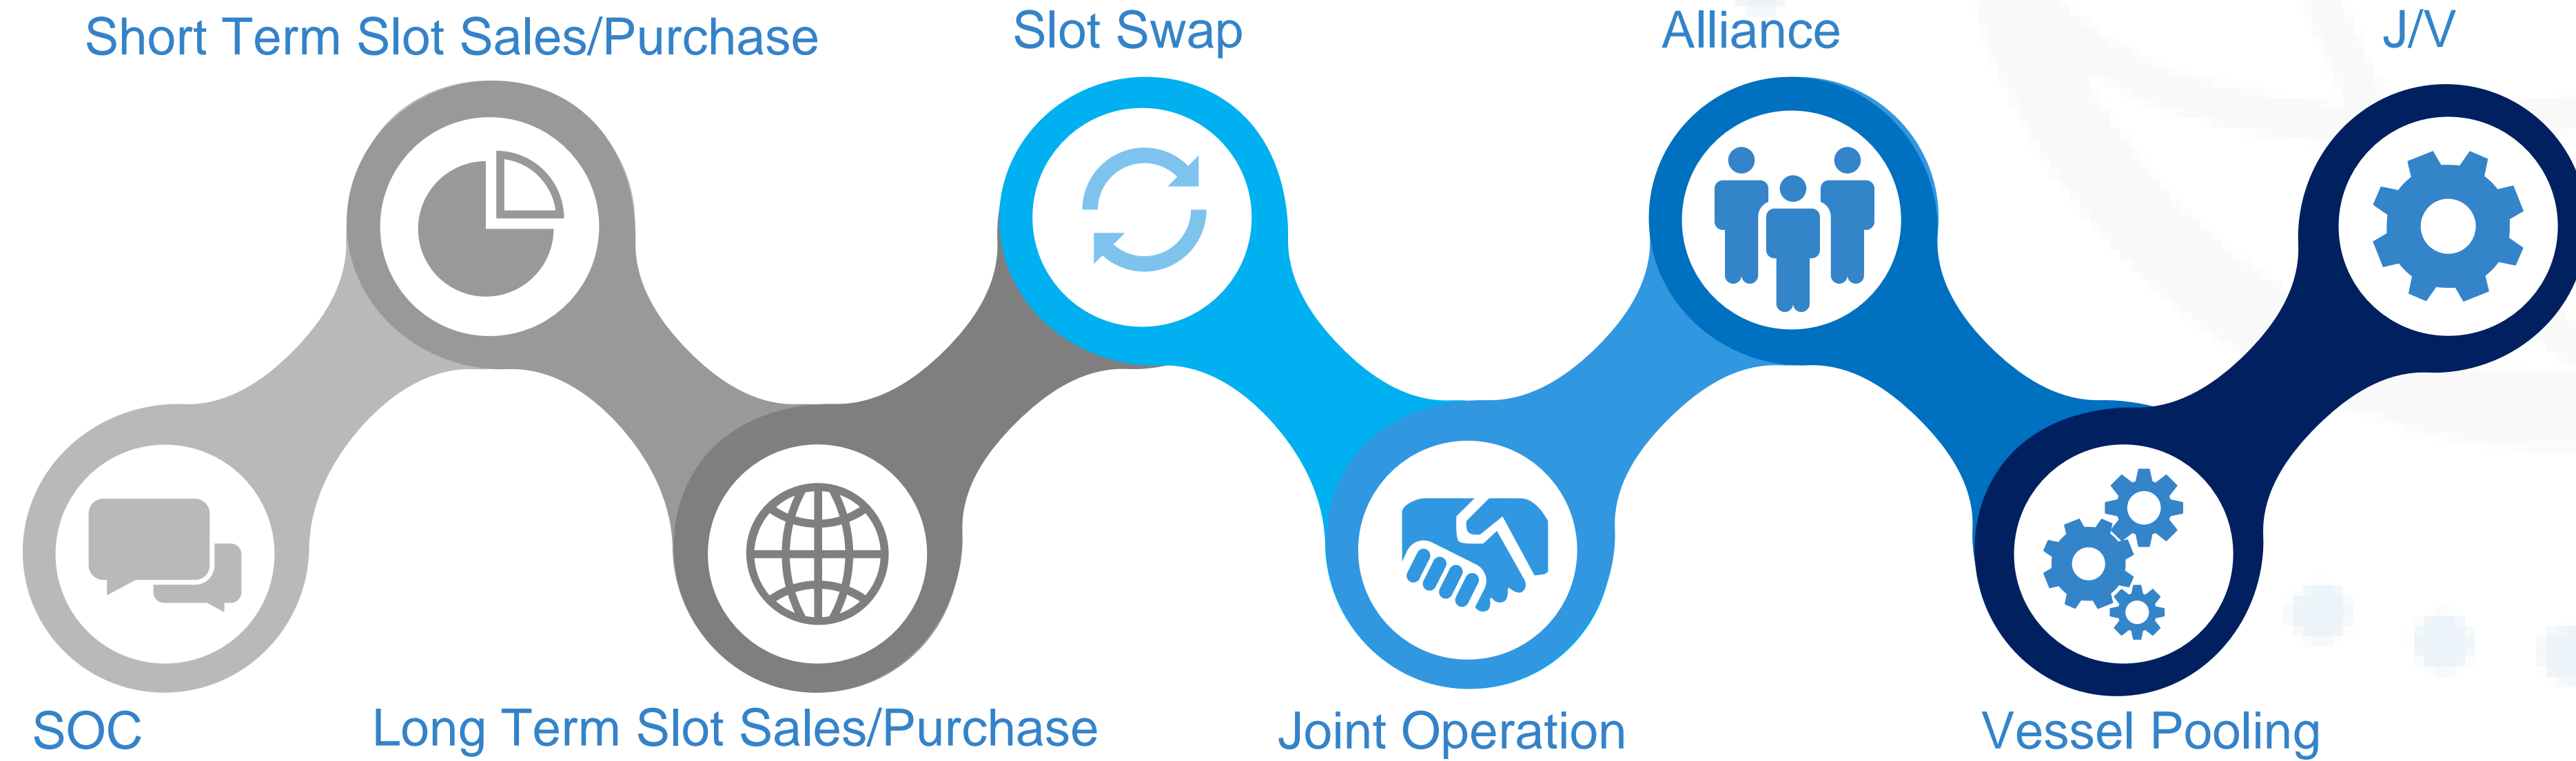 Short Term Slot Sales/Purchase
Slot Swap
Alliance
J/V
SOC
Long Term Slot Sales/Purchase
Joint Operation
Vessel Pooling